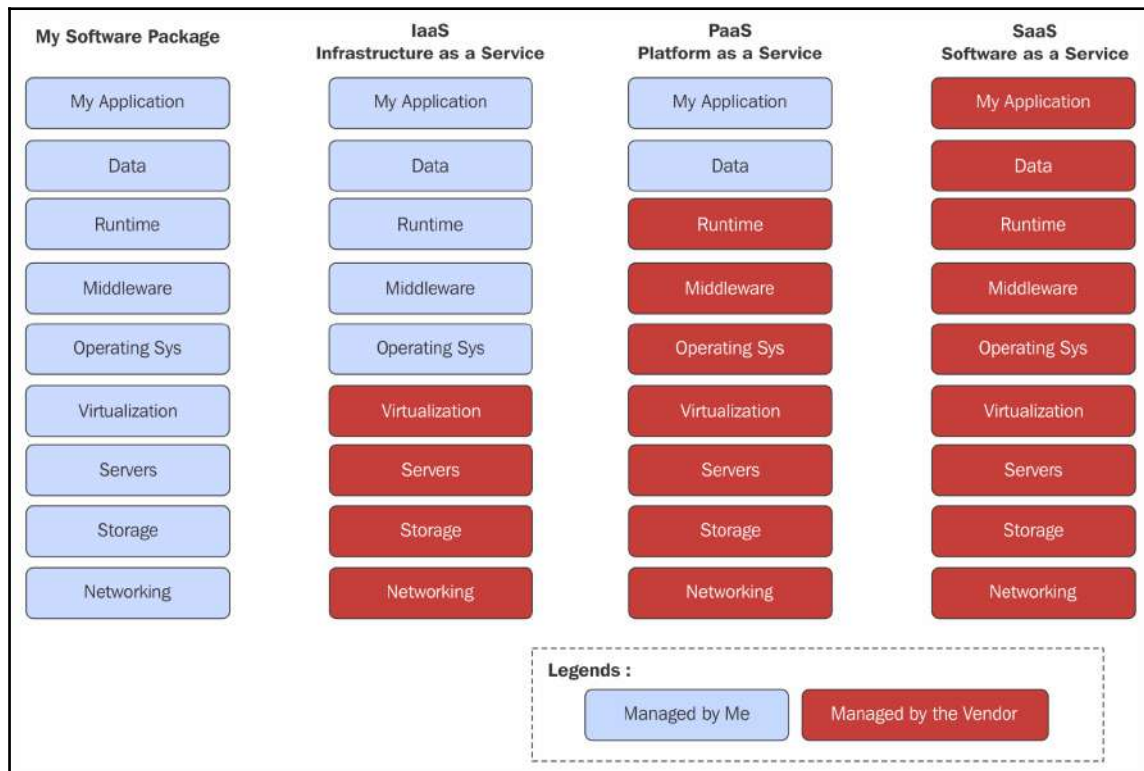 My Software Package
IaaS
Infrastructure as a Service
PaaS
Platform as a Service
SaaS
Software as a Service
My Application
My Application
My Application
My Application
Data
Data
Data
Data
Runtime
Runtime
Runtime
Runtime
Middleware
Middleware
Middleware
Middleware
Operating Sys
Operating Sys
Operating Sys
Operating Sys
Virtualization
Virtualization
Virtualization
Virtualization
Servers
Servers
Servers
Servers
Storage
Storage
Storage
Storage
Networking
Networking
Networking
Networking
Legends :
Managed by Me
Managed by the Vendor